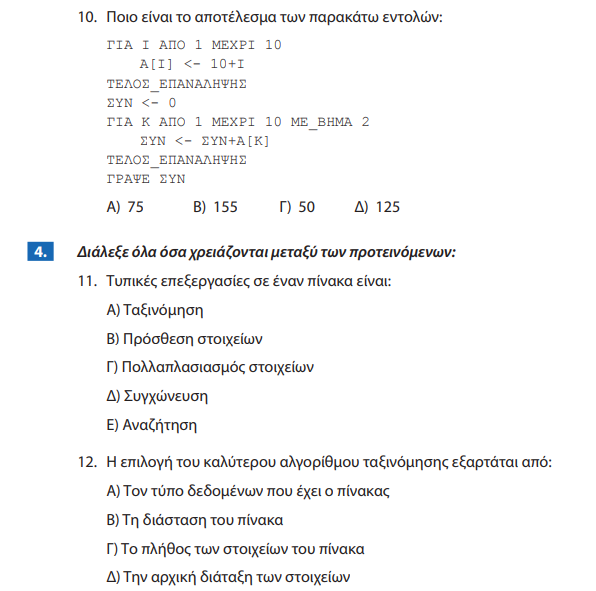 10. Ποιο είναι το αποτέλεσμα των παρακάτω εντολών:
ΓΙΑ Ι ΑΠΟ 1 ΜΕΧΡΙ 10
Α[Ι] <- 10+Ι
ΤΕΛΟΣ_ΕΠΑΝΑΛΗΨΗΣ
ΣΥΝ <- 0
ΓΙΑ Κ ΑΠΟ 1 ΜΕΧΡΙ 10 ΜΕ_ΒΗΜΑ 2
ΣΥΝ <- ΣΥΝ+Α[Κ]
ΤΕΛΟΣ_ΕΠΑΝΑΛΗΨΗΣ
ΓΡΑΨΕ ΣΥΝ
Α) 75 Β) 155 Γ) 50 Δ) 125
4. Διάλεξε όλα όσα χρειάζονται μεταξύ των προτεινόμενων:
11. Τυπικές επεξεργασίες σε έναν πίνακα είναι:
Α) Ταξινόμηση
Β) Πρόσθεση στοιχείων
Γ) Πολλαπλασιασμός στοιχείων
Δ) Συγχώνευση
Ε) Αναζήτηση
12. Η επιλογή του καλύτερου αλγορίθμου ταξινόμησης εξαρτάται από:
Α) Τον τύπο δεδομένων που έχει ο πίνακας
Β) Τη διάσταση του πίνακα
Γ) Το πλήθος των στοιχείων του πίνακα
Δ) Την αρχική διάταξη των στοιχείων